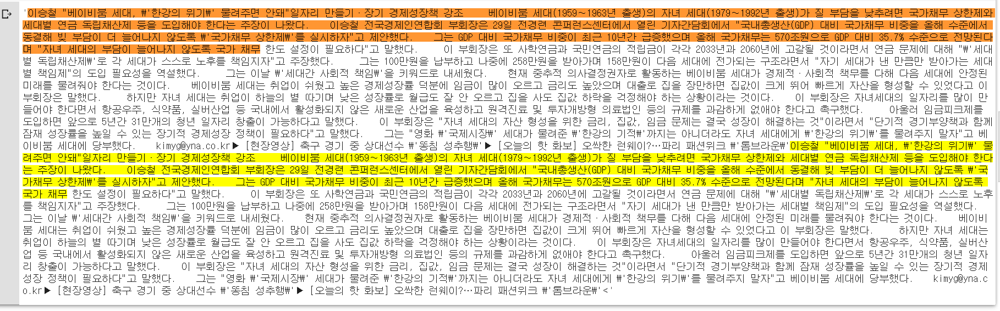 '이승철 "베이비붐 세대, ₩'한강의 위기₩' 물려주면 안돼"일자리 만들기·장기 경제성장책 강조 베이비붐 세대(1959∼1963년 출생)의 자녀 세대(1979∼1992년 출생)가 질 부담을 낮추려면 국가채무 상한제와
세대별 연금 독립채산제 등을 도입해야 한다는 주장이 나왔다. 이승철 전국경제인연합회 부회장은 29일 전경련 콘퍼런스센터에서 열린 기자간담회에서 "국내총생산(GDP) 대비 국가채무 비중을 올해 수준에서
동결해 빚 부담이 더 늘어나지 않도록 ₩'국가채무 상한제₩'를 실시하자"고 제안했다. 그는 GDP 대비 국가채무 비중이 최근 10년간 급증했으며 올해 국가채무는 570조원으로 GDP 대비 35.7% 수준으로 전망된다
며 "자녀 세대의 부담이 늘어나지 않도록 국가 채무 한도 설정이 필요하다"고 말했다. 이 부회장은 또 사학연금과 국민연금의 적립금이 각각 2033년과 2060년에 고갈될 것이라면서 연금 문제에 대해 "₩'세대
별 독립채산제₩'로 각 세대가 스스로 노후를 책임지자"고 주장했다. 그는 100만원을 납부하고 나중에 258만원을 받아가며 158만원이 다음 세대에 전가되는 구조라면서 "자기 세대가 낸 만큼만 받아가는 세대
별 책임제"의 도입 필요성을 역설했다. 그는 이날 ₩'세대간 사회적 책임₩'을 키워드로 내세웠다. 현재 중추적 의사결정권자로 활동하는 베이비붐 세대가 경제적·사회적 책무를 다해 다음 세대에 안정된
미래를 물려줘야 한다는 것이다. 베이비붐 세대는 취업이 쉬웠고 높은 경제성장률 덕분에 임금이 많이 오르고 금리도 높았으며 대출로 집을 장만하면 집값이 크게 뛰어 빠르게 자산을 형성할 수 있었다고 이
부회장은 말했다. 하지만 자녀 세대는 취업이 하늘의 별 따기며 낮은 성장률로 월급도 잘 안 오르고 집을 사도 집값 하락을 걱정해야 하는 상황이라는 것이다. 이 부회장은 자녀세대의 일자리를 많이 만
들어야 한다면서 항공우주, 식약품, 실버산업 등 국내에서 활성화되지 않은 새로운 산업을 육성하고 원격진료 및 투자개방형 의료법인 등의 규제를 과감하게 없애야 한다고 촉구했다. 아울러 임금피크제를
도입하면 앞으로 5년간 31만개의 청년 일자리 창출이 가능하다고 말했다. 이 부회장은 "자녀 세대의 자산 형성을 위한 금리, 집값, 임금 문제는 결국 성장이 해결하는 것"이라면서 "단기적 경기부양책과 함께
잠재 성장률을 높일 수 있는 장기적 경제성장 정책이 필요하다"고 말했다. 그는 "영화 ₩'국제시장₩' 세대가 물려준 ₩'한강의 기적₩'까지는 아니더라도 자녀 세대에게 ₩'한강의 위기₩'를 물려주지 말자"고 베
이비붐 세대에 당부했다. kimyg@yna.co.kr▶ [현장영상] 축구 경기 중 상대선수 ₩'똥침 성추행₩'▶ [오늘의 핫 화보] 오싹한 런웨이?…파리 패션위크 ₩'톰브라운₩'이승철 "베이비붐 세대, ₩'한강의 위기₩' 물
려주면 안돼"일자리 만들기·장기 경제성장책 강조 베이비붐 세대(1959∼1963년 출생)의 자녀 세대(1979∼1992년 출생)가 질 부담을 낮추려면 국가채무 상한제와 세대별 연금 독립채산제 등을 도입해야 한다
는 주장이 나왔다. 이승철 전국경제인연합회 부회장은 29일 전경련 콘퍼런스센터에서 열린 기자간담회에서 "국내총생산(GDP) 대비 국가채무 비중을 올해 수준에서 동결해 빚 부담이 더 늘어나지 않도록 ₩'국
가채무 상한제₩'를 실시하자"고 제안했다. 그는 GDP 대비 국가채무 비중이 최근 10년간 급증했으며 올해 국가채무는 570조원으로 GDP 대비 35.7% 수준으로 전망된다며 "자녀 세대의 부담이 늘어나지 않도록
국가 채무 한도 설정이 필요하다"고 말했다. 이 부회장은 또 사학연금과 국민연금의 적립금이 각각 2033년과 2060년에 고갈될 것이라면서 연금 문제에 대해 "₩'세대별 독립채산제₩'로 각 세대가 스스로 노후
를 책임지자"고 주장했다. 그는 100만원을 납부하고 나중에 258만원을 받아가며 158만원이 다음 세대에 전가되는 구조라면서 "자기 세대가 낸 만큼만 받아가는 세대별 책임제"의 도입 필요성을 역설했다.
그는 이날 ₩'세대간 사회적 책임₩'을 키워드로 내세웠다. 현재 중추적 의사결정권자로 활동하는 베이비붐 세대가 경제적·사회적 책무를 다해 다음 세대에 안정된 미래를 물려줘야 한다는 것이다. 베이비
붐 세대는 취업이 쉬웠고 높은 경제성장률 덕분에 임금이 많이 오르고 금리도 높았으며 대출로 집을 장만하면 집값이 크게 뛰어 빠르게 자산을 형성할 수 있었다고 이 부회장은 말했다. 하지만 자녀 세대는
취업이 하늘의 별 따기며 낮은 성장률로 월급도 잘 안 오르고 집을 사도 집값 하락을 걱정해야 하는 상황이라는 것이다. 이 부회장은 자녀세대의 일자리를 많이 만들어야 한다면서 항공우주, 식약품, 실버산
업 등 국내에서 활성화되지 않은 새로운 산업을 육성하고 원격진료 및 투자개방형 의료법인 등의 규제를 과감하게 없애야 한다고 촉구했다. 아울러 임금피크제를 도입하면 앞으로 5년간 31만개의 청년 일자
리 창출이 가능하다고 말했다. 이 부회장은 "자녀 세대의 자산 형성을 위한 금리, 집값, 임금 문제는 결국 성장이 해결하는 것"이라면서 "단기적 경기부양책과 함께 잠재 성장률을 높일 수 있는 장기적 경제
성장 정책이 필요하다"고 말했다. 그는 "영화 ₩'국제시장₩' 세대가 물려준 ₩'한강의 기적₩'까지는 아니더라도 자녀 세대에게 ₩'한강의 위기₩'를 물려주지 말자"고 베이비붐 세대에 당부했다. kimyg@yna.c
o.kr▶ [현장영상] 축구 경기 중 상대선수 ₩'똥침 성추행₩'▶ [오늘의 핫 화보] 오싹한 런웨이?…파리 패션위크 ₩'톰브라운₩'<'